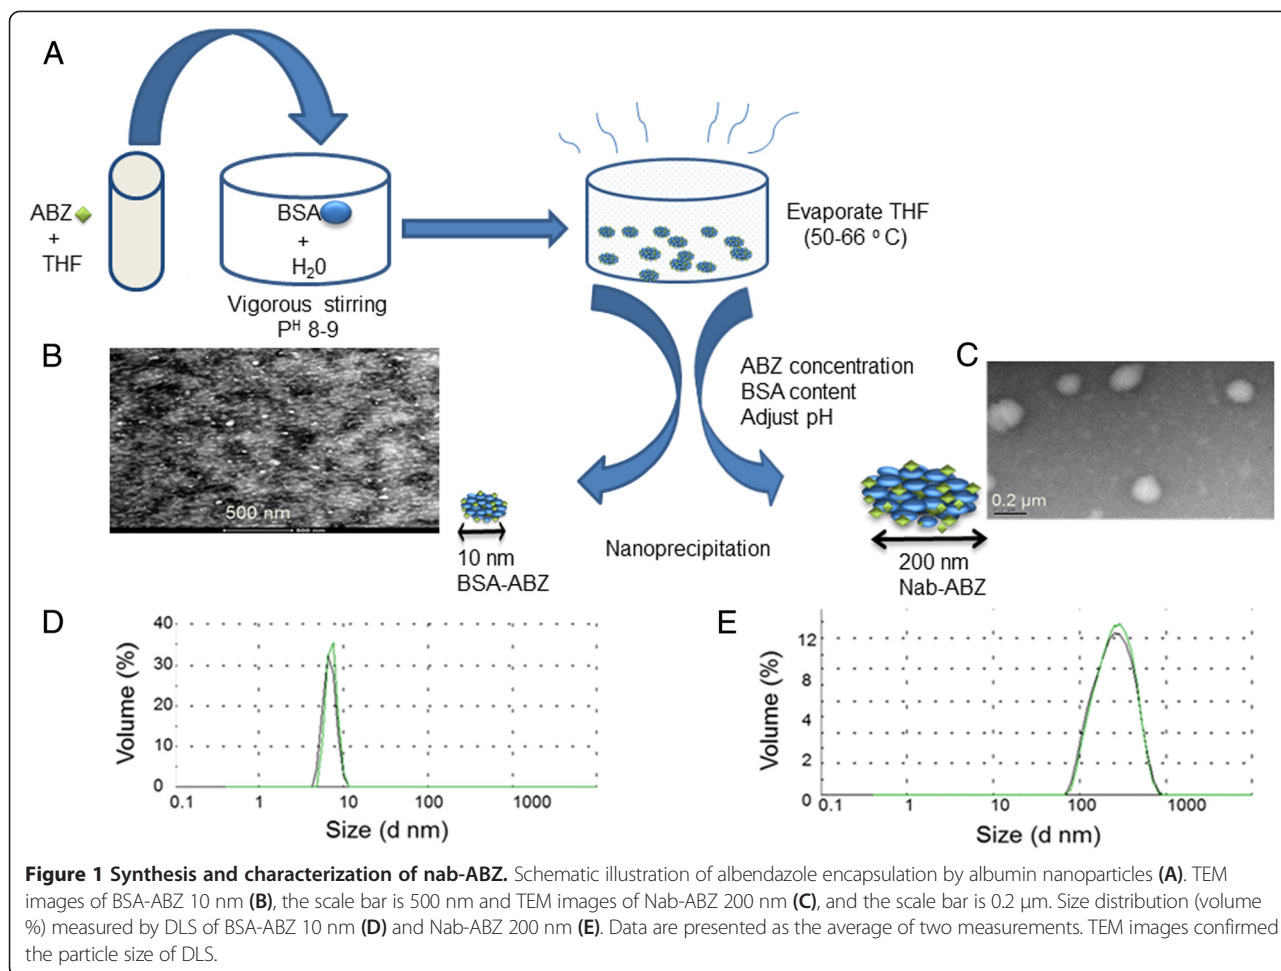 A
ABZ
+
THF
BSA
+
H₂0
Vigorous stirring
Pᴴ 8-9
Evaporate THF
(50-66 ⁰ C)
B
500 nm
500 nm
ABZ concentration
BSA content
Adjust pH
C
0.2 µm
10 nm
BSA-ABZ
Nanoprecipitation
200 nm
Nab-ABZ
D
Volume (%)
40
30
20
10
0
0.1 1 10 100 1000
Size (d nm)
E
Volume (%)
12
8
4
2
0
0.1 1 100 1000
Size (d nm)
Figure 1 Synthesis and characterization of nab-ABZ. Schematic illustration of albendazole encapsulation by albumin nanoparticles (A). TEM
images of BSA-ABZ 10 nm (B), the scale bar is 500 nm and TEM images of Nab-ABZ 200 nm (C), and the scale bar is 0.2 µm. Size distribution (volume
%) measured by DLS of BSA-ABZ 10 nm (D) and Nab-ABZ 200 nm (E). Data are presented as the average of two measurements. TEM images confirmed
the particle size of DLS.